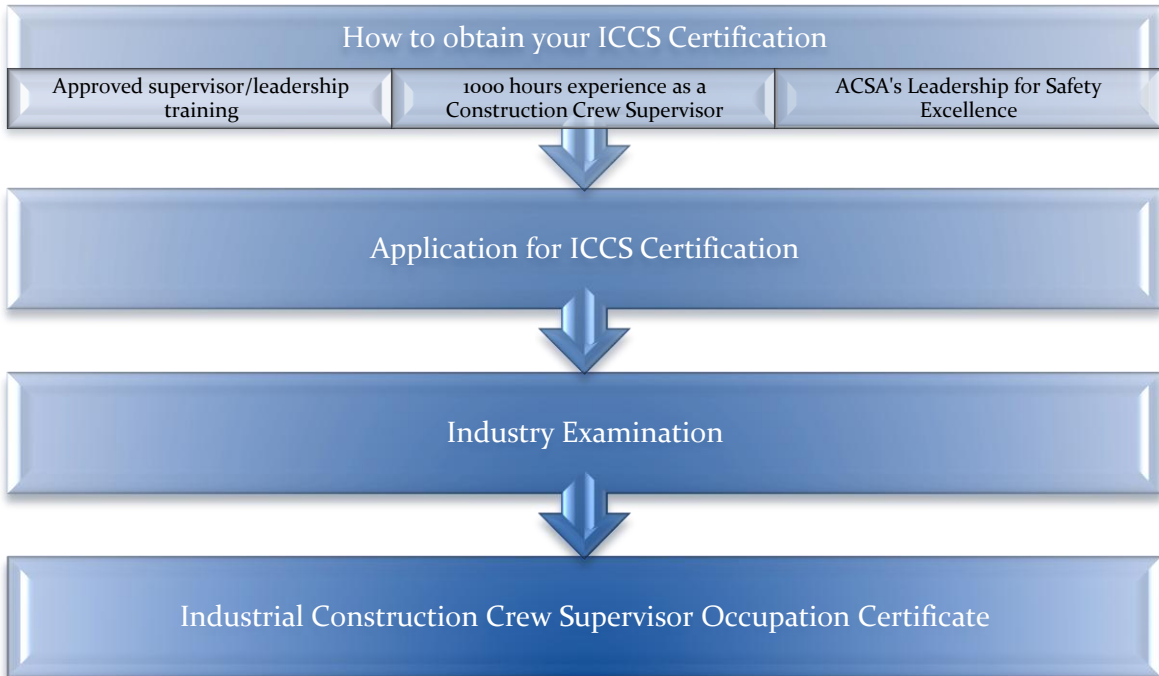 How to obtain your ICCS Certification
Approved supervisor/leadership
training
1000 hours experience as a
Construction Crew Supervisor
ACSA's Leadership for Safety
Excellence
Application for ICCS Certification
Industry Examination
Industrial Construction Crew Supervisor Occupation Certificate